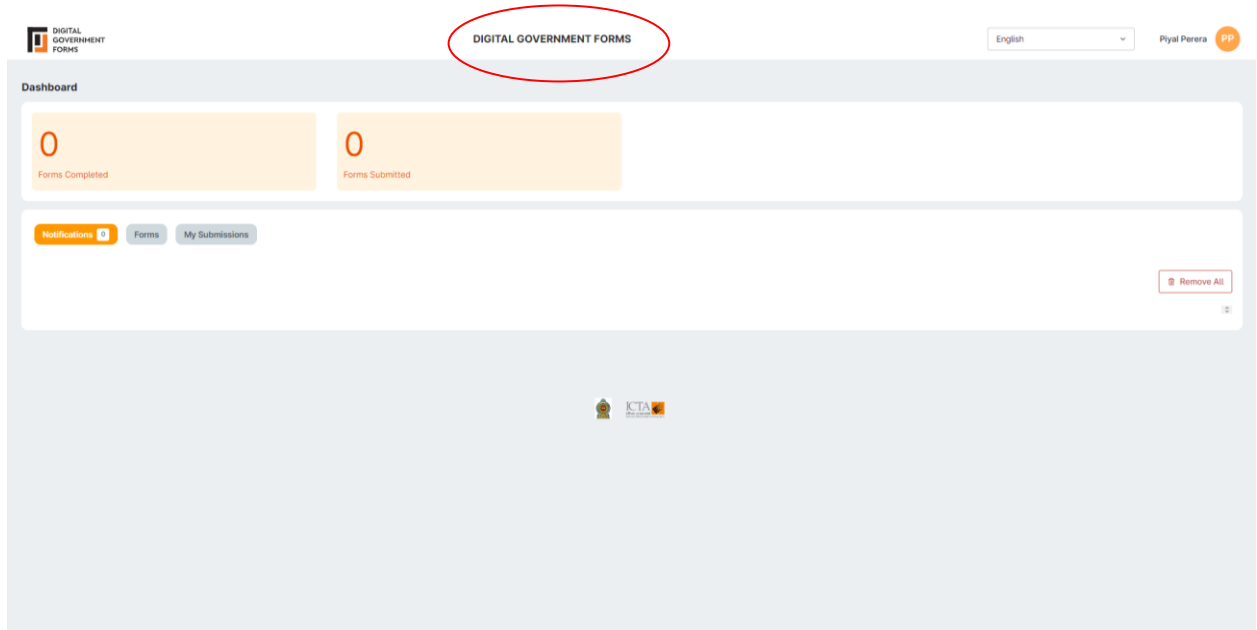 DIGITAL
GOVERNMENT
FORMS
DIGITAL GOVERNMENT FORMS
English
Piyal Perera PP
Dashboard
0
Forms Completed
0
Forms Submitted
Notifications 0
Forms
My Submissions
Remove All
ICTA